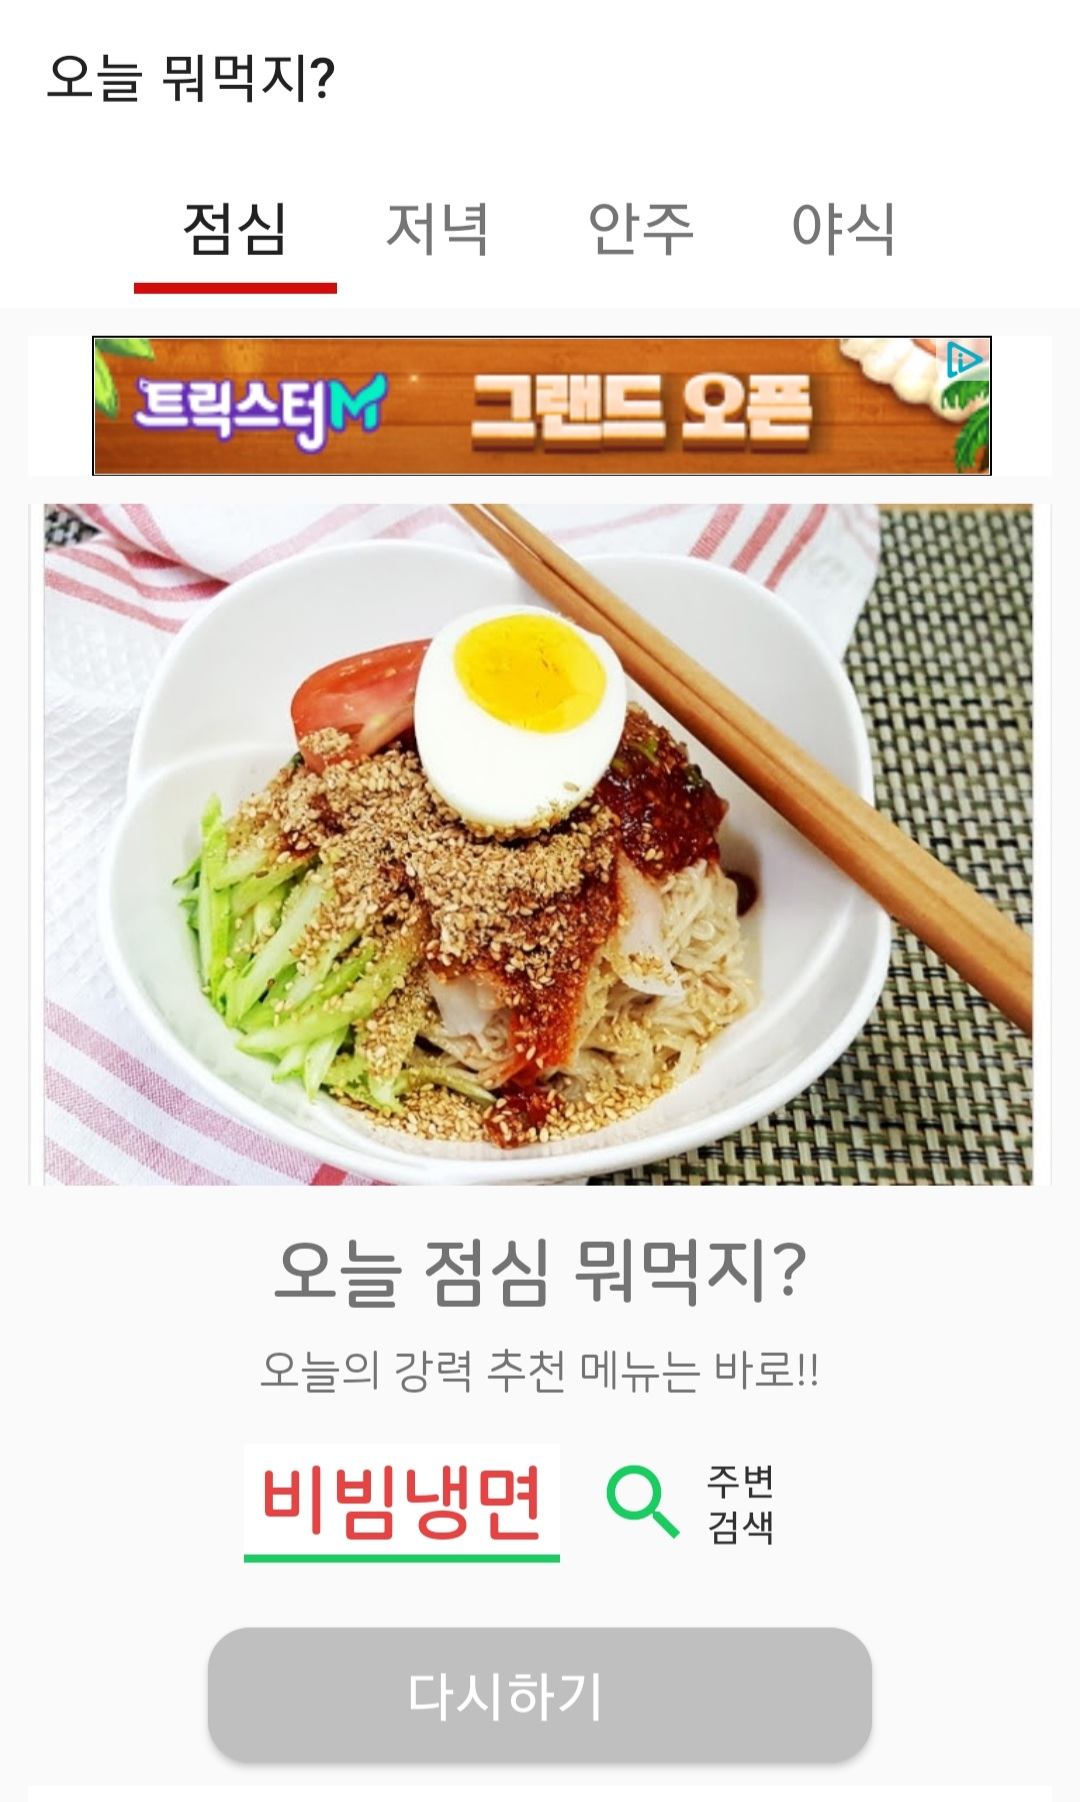 오늘 뭐먹지?
점심 저녁 안주 야식
트릭스터M 그랜드 오픈
오늘 점심 뭐먹지?
오늘의 강력 추천 메뉴는 바로!!
비빔냉면
주변
검색
다시하기